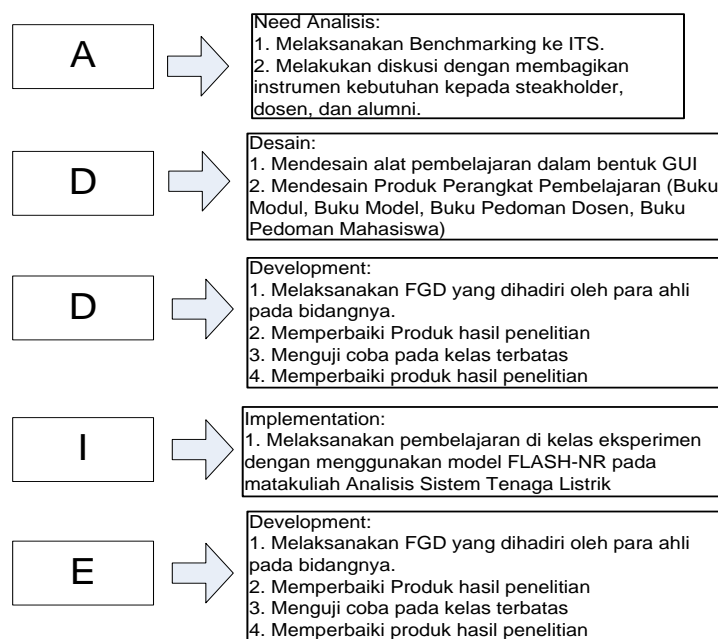 A
Need Analisis:
1. Melaksanakan Benchmarking ke ITS.
2. Melakukan diskusi dengan membagikan
instrumen kebutuhan kepada steakholder,
dosen, dan alumni.
D
Desain:
1. Mendesain alat pembelajaran dalam bentuk GUI
2. Mendesain Produk Perangkat Pembelajaran (Buku
Modul, Buku Model, Buku Pedoman Dosen, Buku
Pedoman Mahasiswa)
D
Development:
1. Melaksanakan FGD yang dihadiri oleh para ahli
pada bidangnya.
2. Memperbaiki Produk hasil penelitian
3. Menguji coba pada kelas terbatas
4. Memperbaiki produk hasil penelitian
I
Implementation:
1. Melaksanakan pembelajaran di kelas eksperimen
dengan menggunakan model FLASH-NR pada
matakuliah Analisis Sistem Tenaga Listrik
E
Development:
1. Melaksanakan FGD yang dihadiri oleh para ahli
pada bidangnya.
2. Memperbaiki Produk hasil penelitian
3. Menguji coba pada kelas terbatas
4. Memperbaiki produk hasil penelitian